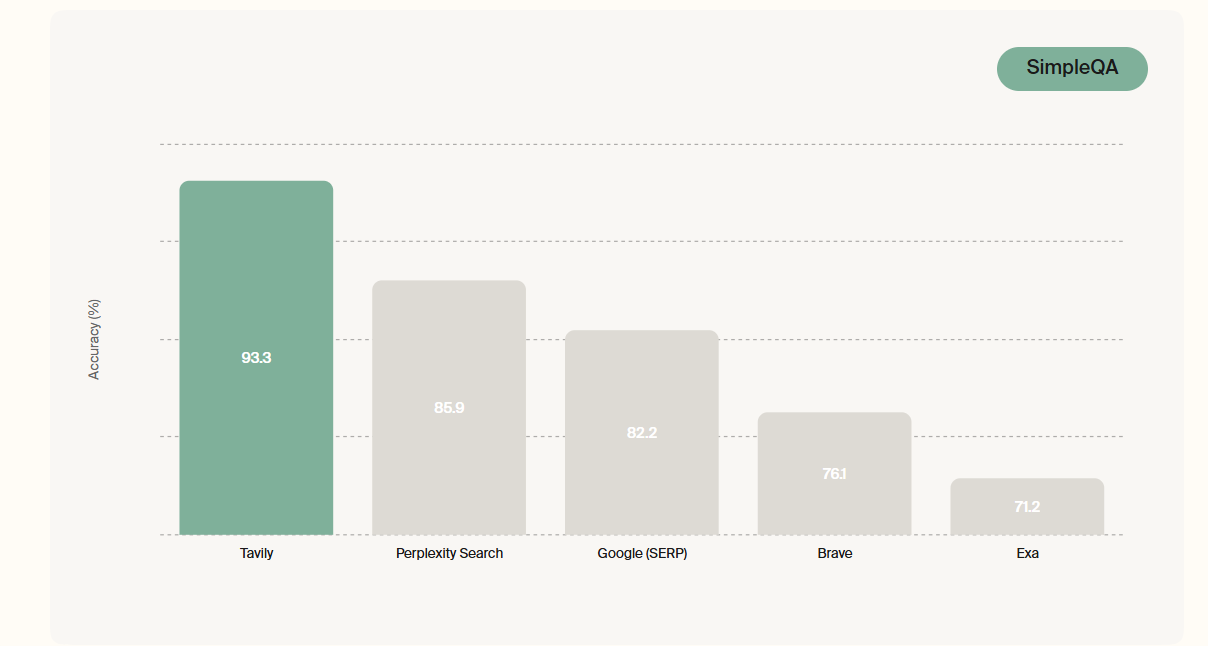 SimpleQA
Accuracy (%)
93.3
85.9
82.2
76.1
71.2
Tavily
Perplexity Search
Google (SERP)
Brave
Exa